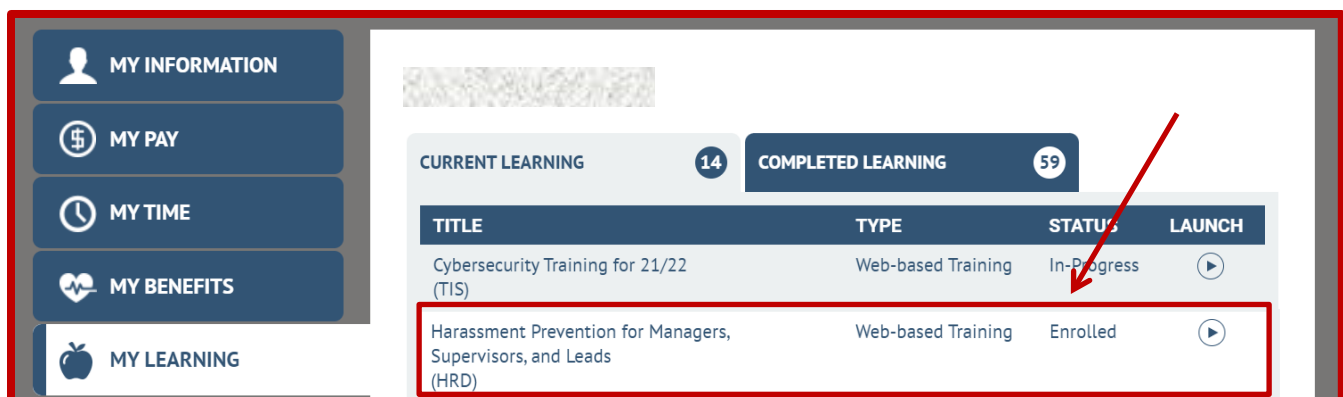 MY INFORMATION
MY PAY
MY TIME
MY BENEFITS
MY LEARNING
CURRENT LEARNING 14 COMPLETED LEARNING 59
TITLE TYPE STATUS LAUNCH
Cybersecurity Training for 21/22 Web-based Training In-Progress
(TIS)
Harassment Prevention for Managers, Web-based Training Enrolled
Supervisors, and Leads
(HRD)